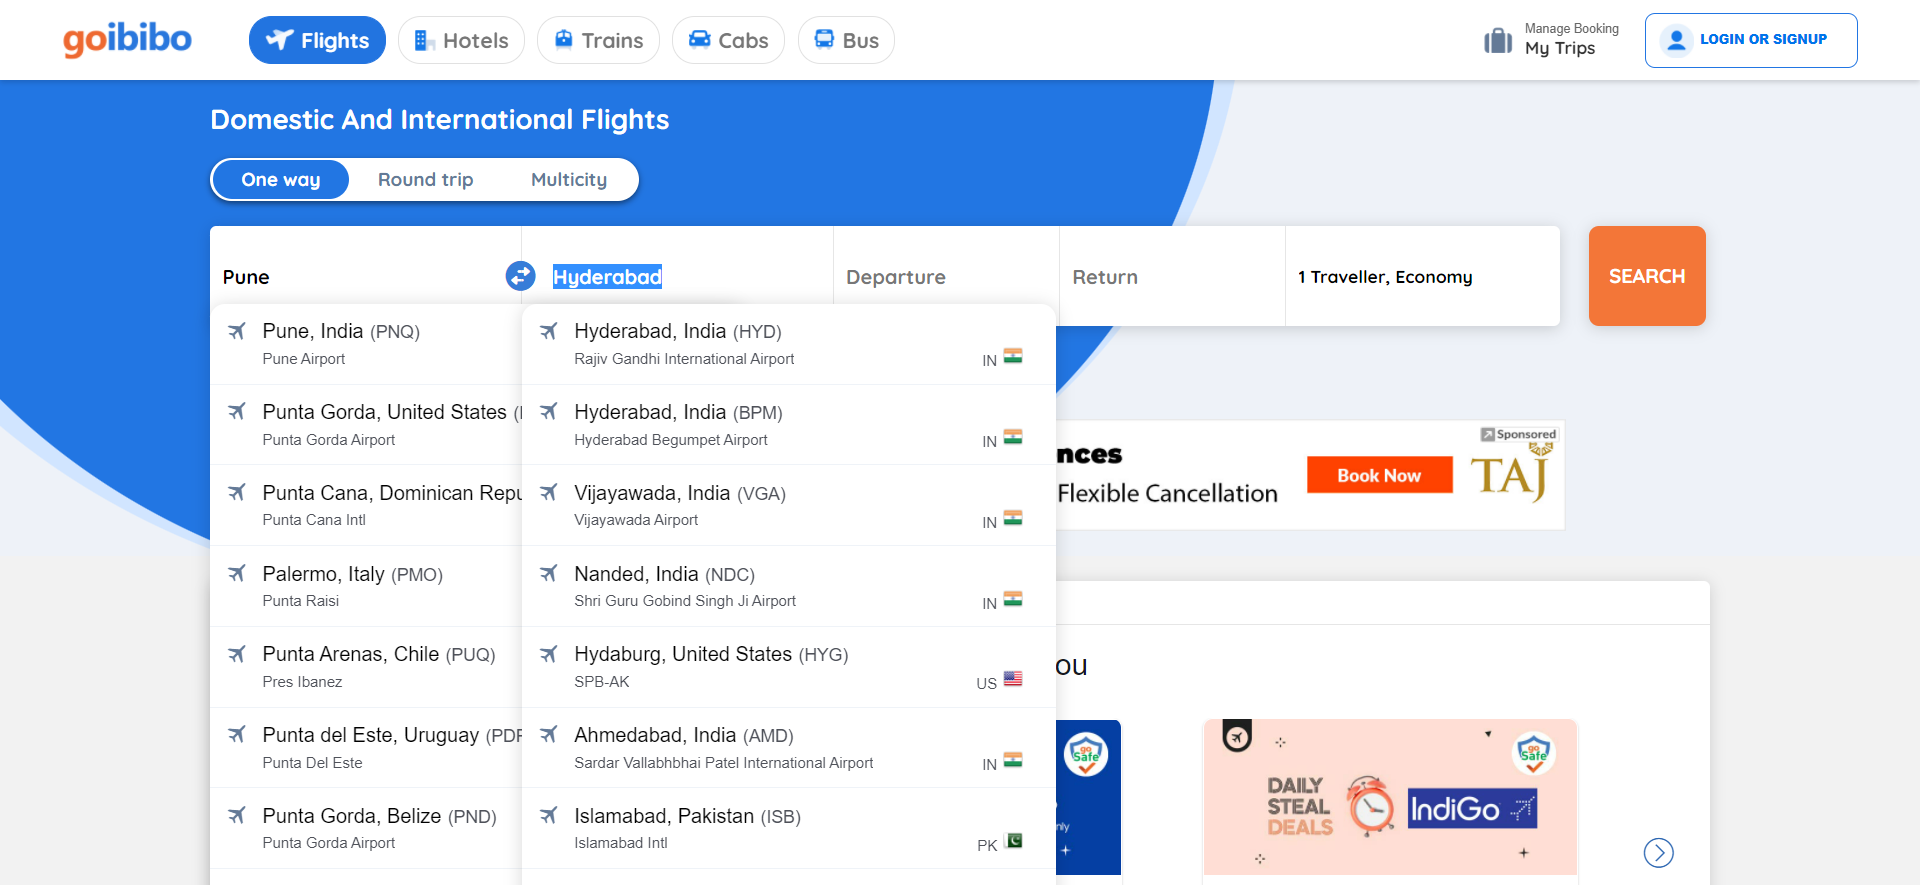 goibibo
Flights
Hotels
Trains
Cabs
Bus
Manage Booking
My Trips
LOGIN OR SIGNUP
Domestic And International Flights
One way
Round trip
Multicity
Pune
Hyderabad
Departure
Return
1 Traveller, Economy
SEARCH
Pune, India (PNQ)
Pune Airport
Punta Gorda, United States
Punta Gorda Airport
Punta Cana, Dominican
Punta Cana Intl
Palermo, Italy (PMO)
Punta Raisi
Punta Arenas, Chile (PUQ)
Pres Ibanez
Punta del Este, Uruguay
Punta Del Este
Punta Gorda, Belize (PND)
Punta Gorda Airport
Hyderabad, India (HYD)
Rajiv Gandhi International Airport
IN
Hyderabad, India (BPM)
Hyderabad Begumpet Airport
IN
Vijayawada, India (VGA)
Vijayawada Airport
IN
Nanded, India (NDC)
Shri Guru Gobind Singh Ji Airport
IN
Hydaburg, United States (HYG)
SPB-AK
US
Ahmedabad, India (AMD)
Sardar Vallabhbhai Patel International Airport
IN
Islamabad, Pakistan (ISB)
Islamabad Intl
PK
Sponsored
nces
Flexible Cancellation
Book Now
TAJ
ou
go
Safe
nly
DAILY
STEAL
DEALS
IndiGo
go
Safe